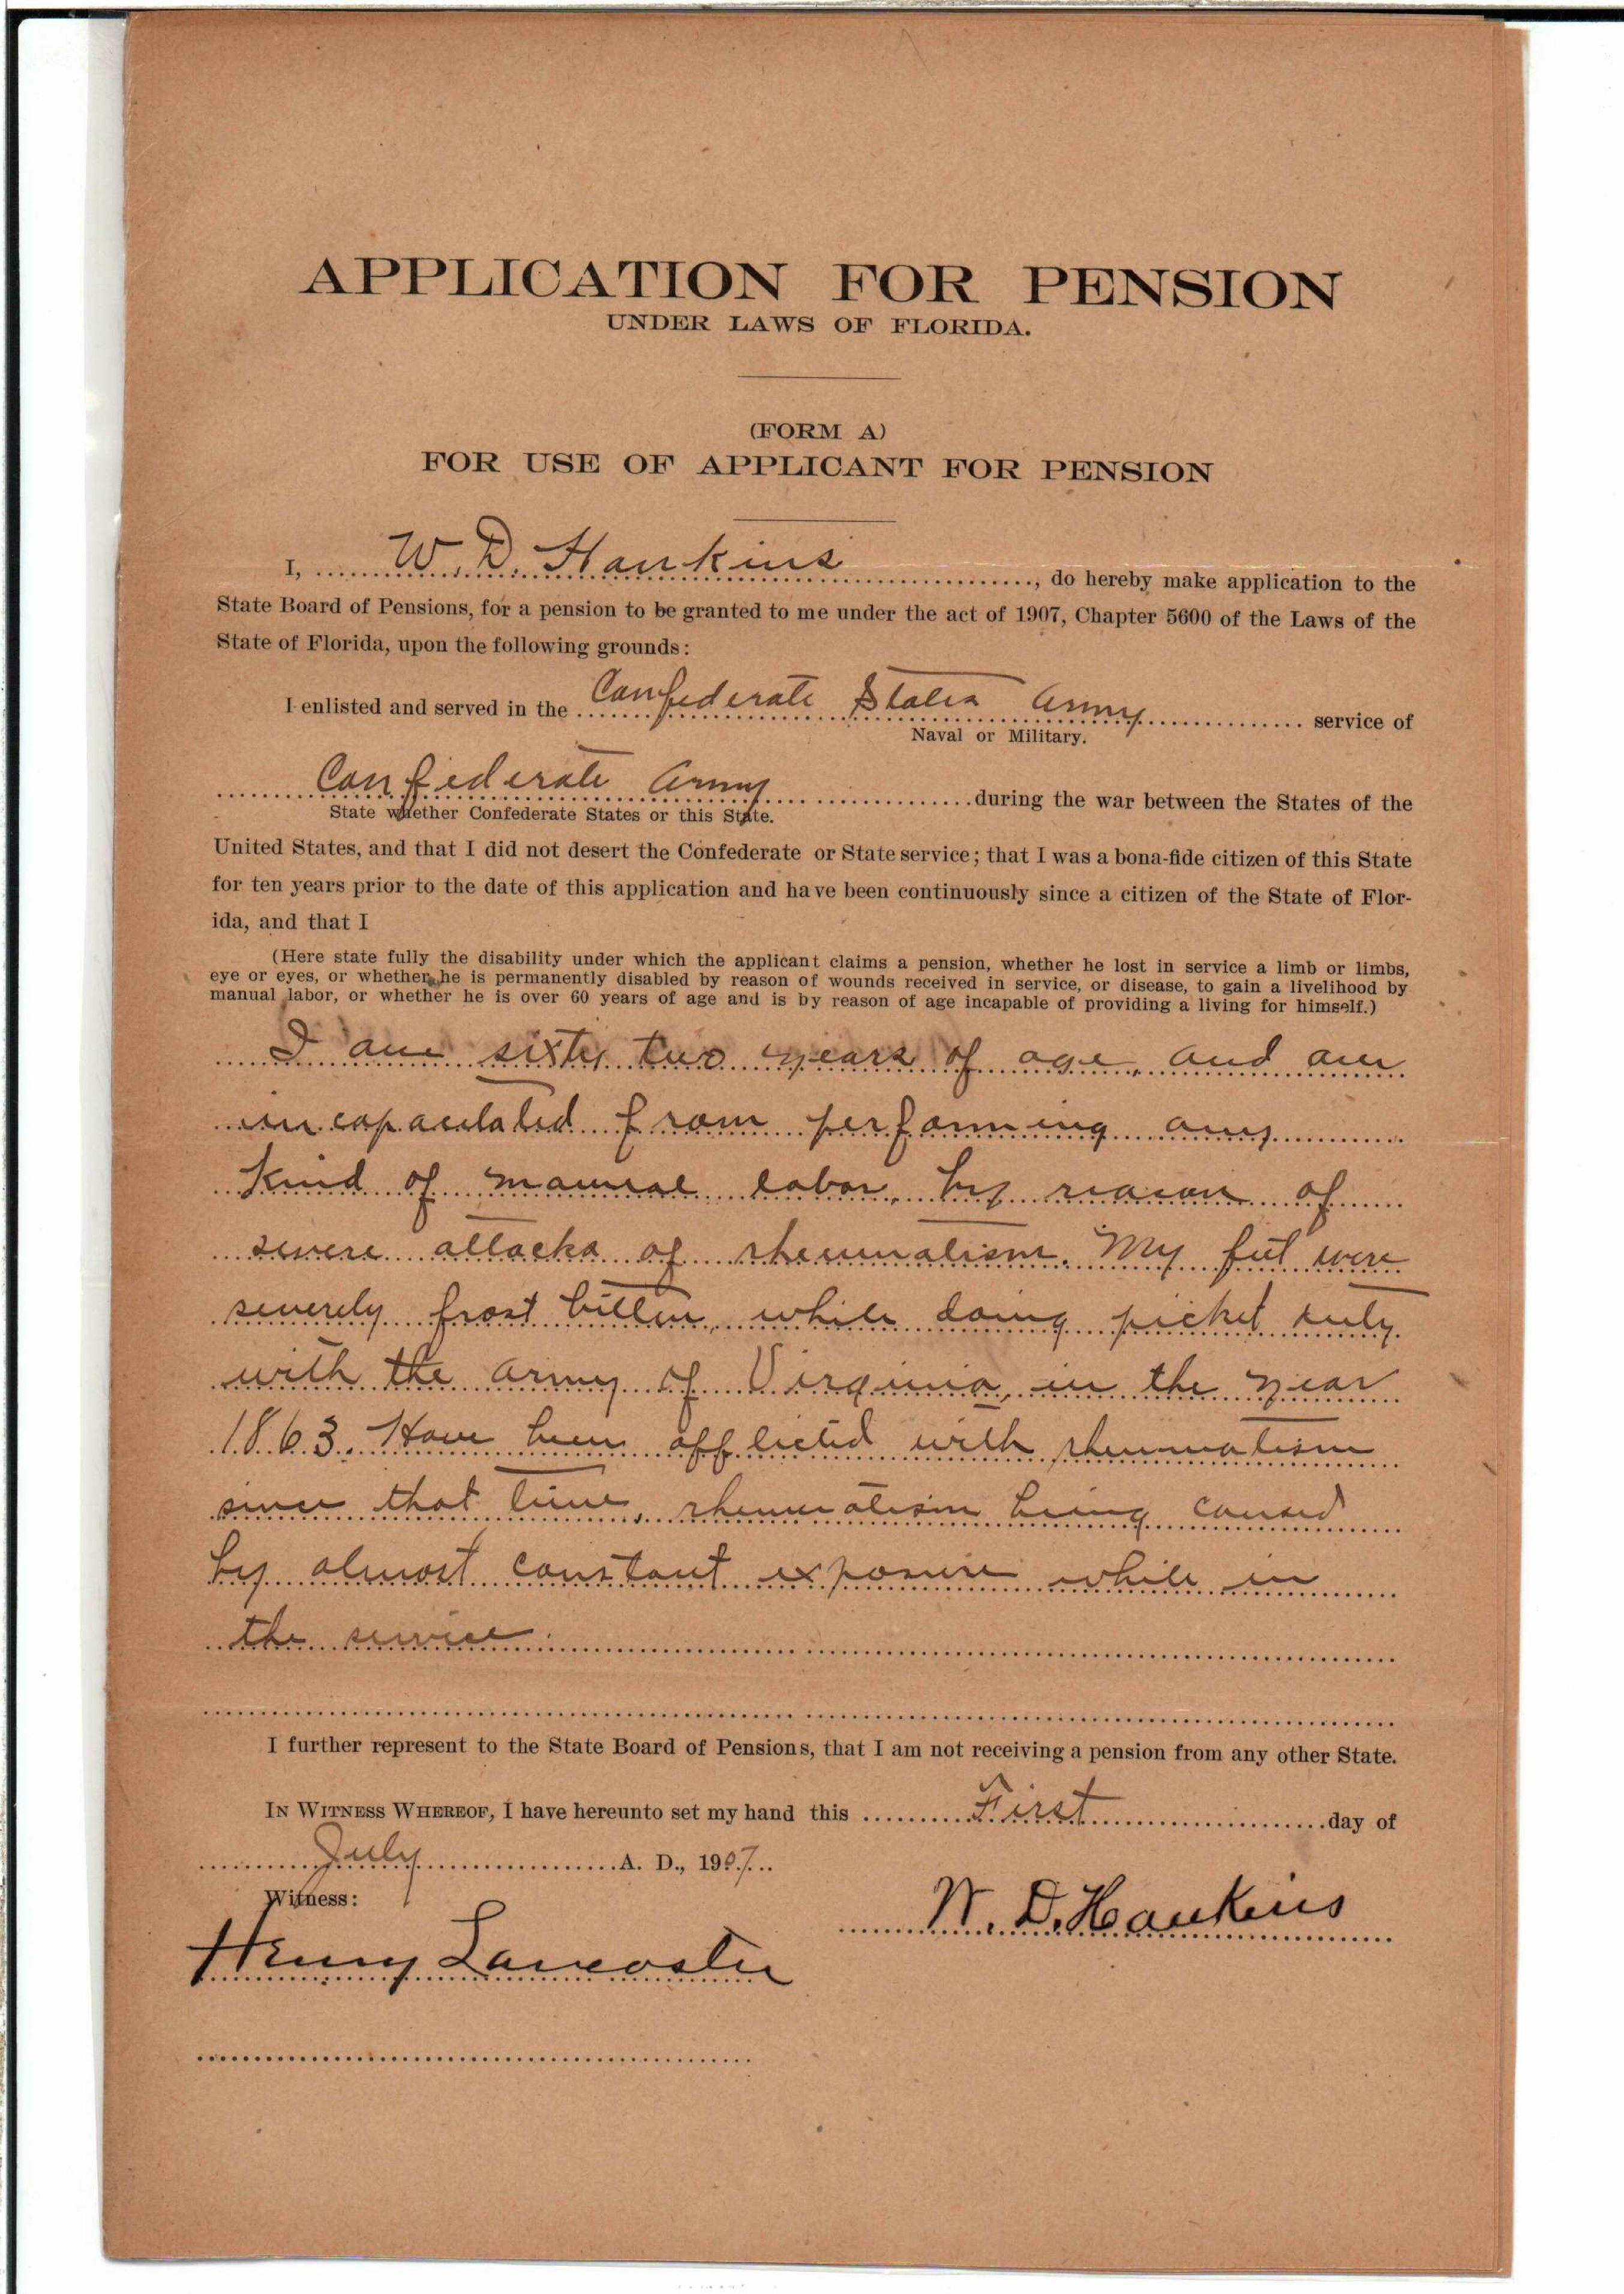 APPLICATION FOR PENSION
UNDER LAWS OF FLORIDA.
(FORM A)
FOR USE OF APPLICANT FOR PENSION
I, W. D. Hankins, do hereby make application to the
State Board of Pensions, for a pension to be granted to me under the act of 1907, Chapter 5600 of the Laws of the
State of Florida, upon the following grounds:
I enlisted and served in the Confederate States Army service of
Naval or Military.
Confederate Army during the war between the States of the
State whether Confederate States or this State.
United States, and that I did not desert the Confederate or State service; that I was a bona-fide citizen of this State
for ten years prior to the date of this application and have been continuously since a citizen of the State of Flor-
ida, and that I
(Here state fully the disability under which the applicant claims a pension, whether he lost in service a limb or limbs,
eye or eyes, or whether he is permanently disabled by reason of wounds received in service, or disease, to gain a livelihood by
manual labor, or whether he is over 60 years of age and is by reason of age incapable of providing a living for himself.)
I am sixty two years of age, and am
incapacitated from performing any
kind of manual labor, by reason of
severe attacks of rheumatism. My feet were
severely frost bitten, while doing picket duty
with the army of Virginia, in the year
1863. Have been afflicted with rheumatism
since that time, rheumatism being caused
by almost constant exposure while in
the service.
I further represent to the State Board of Pensions, that I am not receiving a pension from any other State.
IN WITNESS WHEREOF, I have hereunto set my hand this First day of
July A. D., 1907.
Witness:
W. D. Hankins
Henry Lancaster